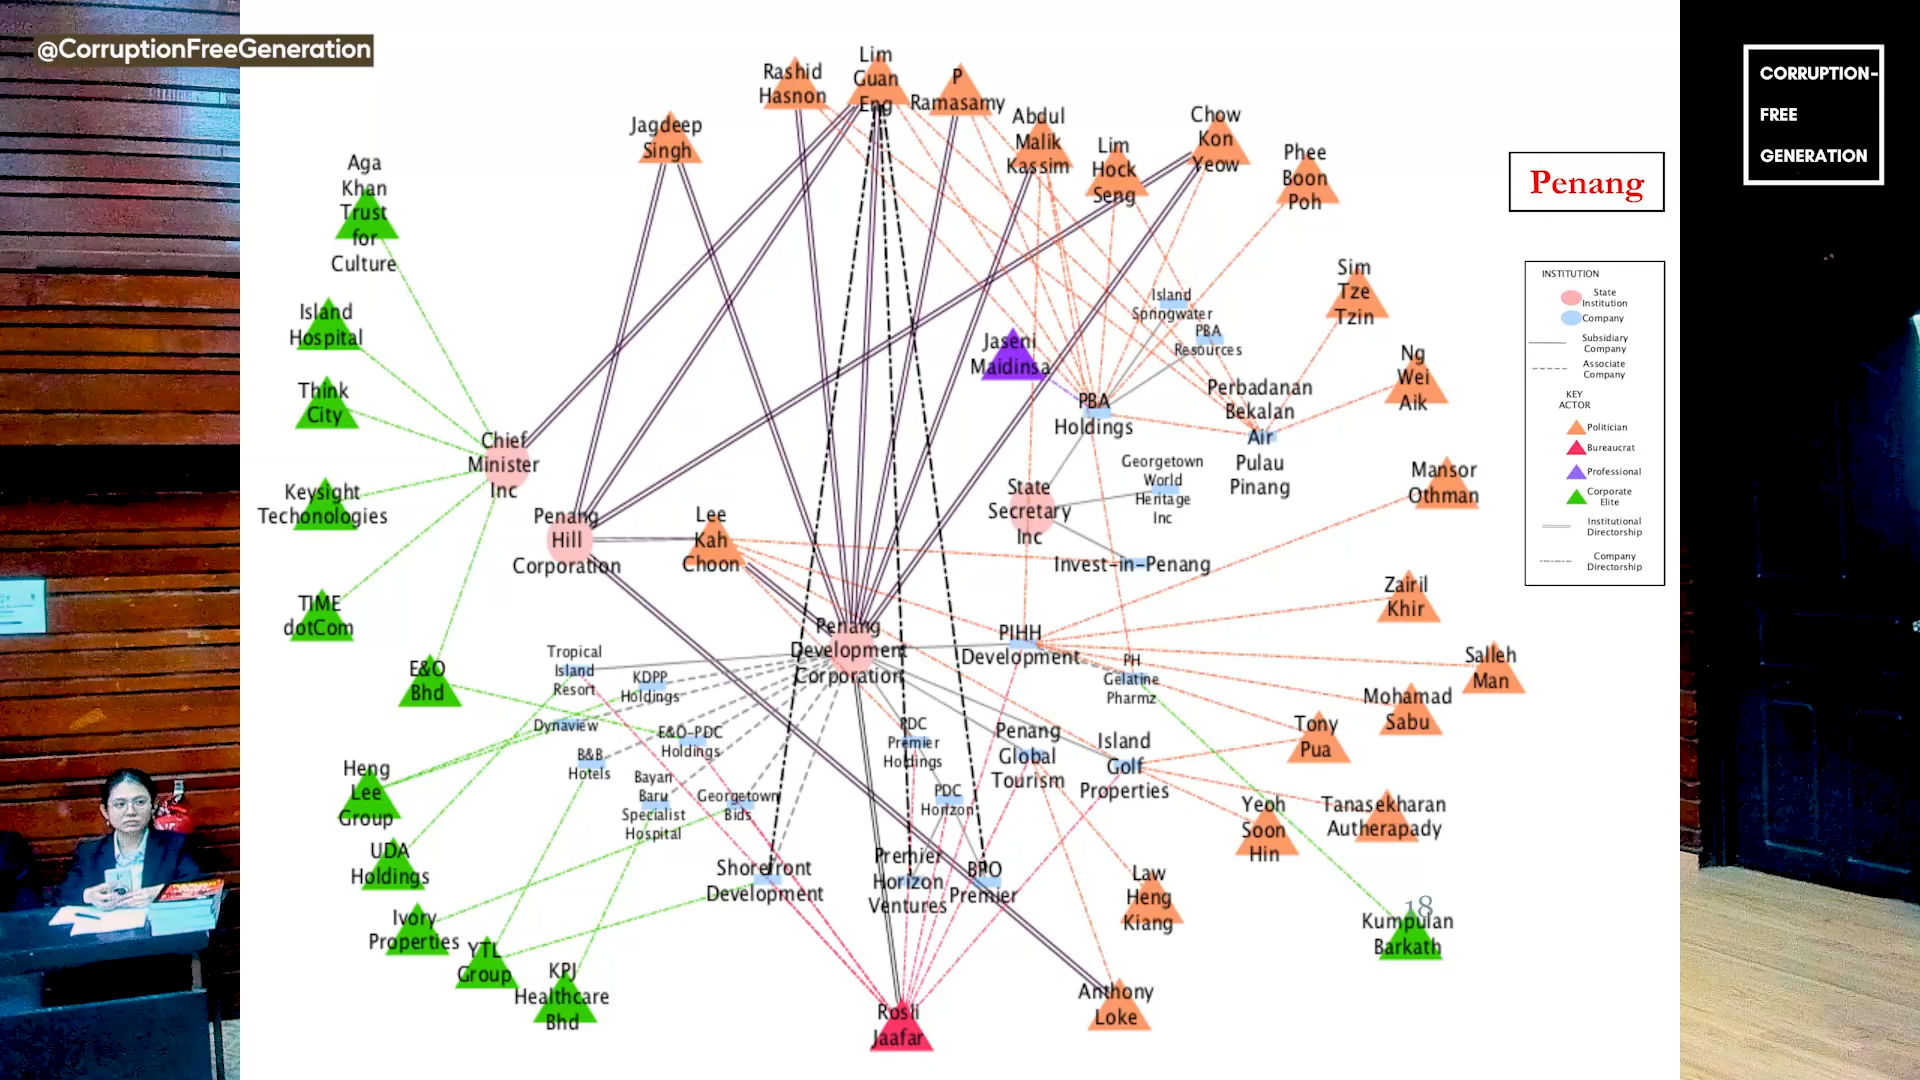 @CorruptionFreeGeneration
CORRUPTION-
FREE
GENERATION
Penang
INSTITUTION
State
Institution
Company
Subsidiary
Company
Associate
Company
KEY
ACTOR
Politician
Bureaucrat
Professional
Corporate
Elite
Institutional
Directorship
Company
Directorship
Rashid
Hasnon
Lim
Guan
Eng
P
Ramasamy
Abdul
Malik
Kassim
Lim
Hock
Seng
Chow
Kon
Yeow
Phee
Boon
Poh
Jagdeep
Singh
Aga
Khan
Trust
for
Culture
Island
Hospital
Think
City
Keysight
Techonologies
TIME
dotCom
E&O
Bhd
Chief
Minister
Inc
Penang
Hill
Corporation
Lee
Kah
Choon
Jaseni
Maidinsa
Island
Springwater
PBA
Resources
PBA
Holdings
Perbadanan
Bekalan
Air
Pulau
Pinang
Sim
Tze
Tzin
Ng
Wei
Aik
Mansor
Othman
Georgetown
World
Heritage
Inc
State
Secretary
Inc
Invest-in-Penang
Zairil
Khir
Salleh
Man
Mohamad
Sabu
Tony
Pua
Penang
Development
Corporation
PIHH
Development
PH
Gelatine
Pharmz
Tropical
Island
Resort
KDPP
Holdings
Dynaview
E&O-PDC
Holdings
B&B
Hotels
Bayan
Baru
Specialist
Hospital
Georgetown
Bids
PDC
Premier
Holdings
PDC
Horizon
Penang
Global
Tourism
Island
Golf
Properties
Yeoh
Soon
Hin
Tanasekharan
Autherapady
Heng
Lee
Group
UDA
Holdings
Ivory
Properties
YTL
Group
KPJ
Healthcare
Bhd
Shorefront
Development
Premier
Horizon
Ventures
BPO
Premier
Law
Heng
Kiang
18
Kumpulan
Barkath
Rosli
Jaafar
Anthony
Loke